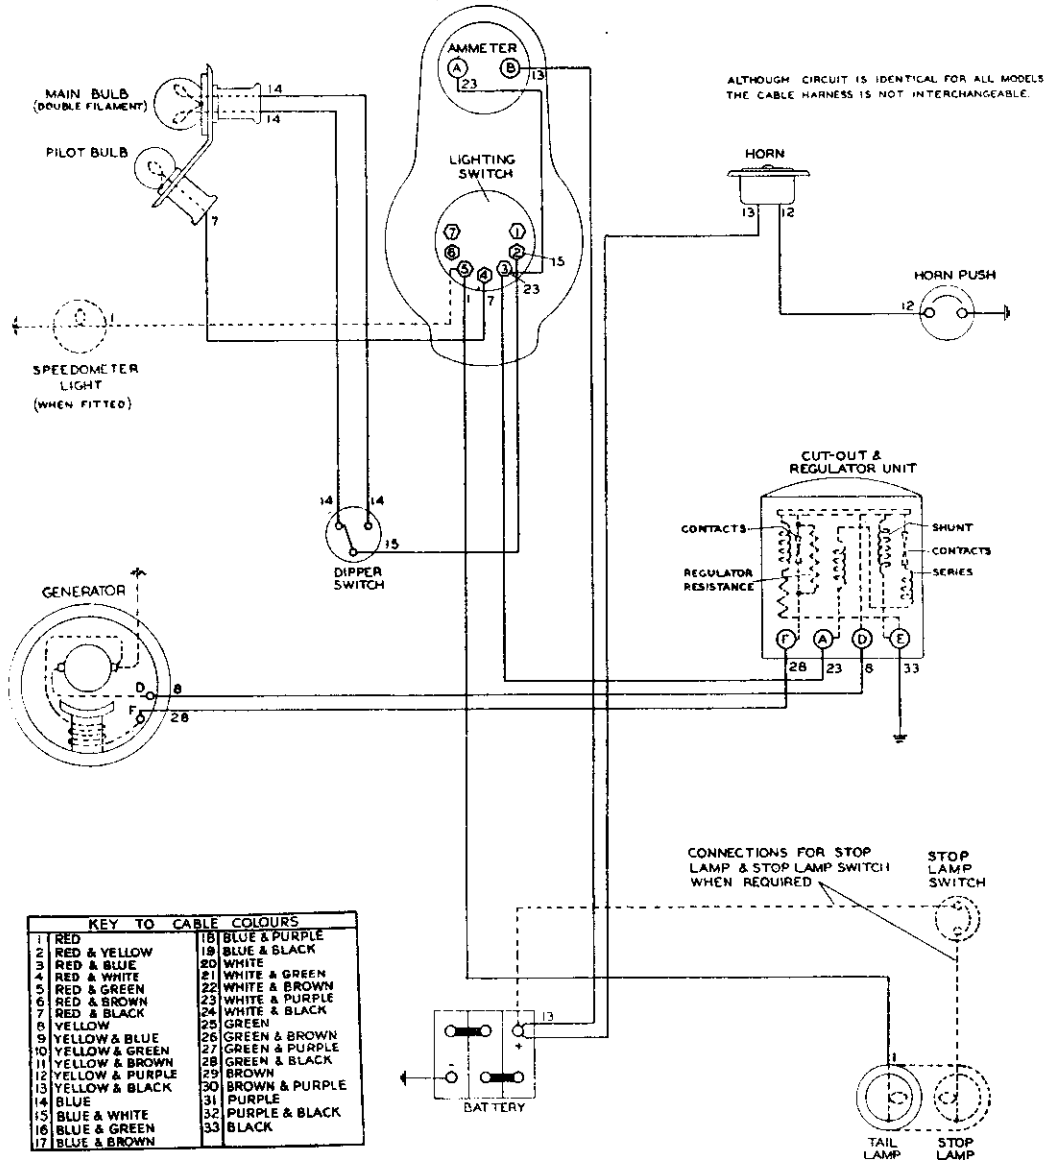 AMMETER
A
B
23
13
MAIN BULB
(DOUBLE FILAMENT)
14
14
PILOT BULB
7
ALTHOUGH CIRCUIT IS IDENTICAL FOR ALL MODELS
THE CABLE HARNESS IS NOT INTERCHANGEABLE.
LIGHTING
SWITCH
7
1
6
2
5
4
3
15
1
7
23
HORN
13
12
HORN PUSH
12
1
SPEEDOMETER
LIGHT
(WHEN FITTED)
14
14
15
DIPPER
SWITCH
CUT-OUT &
REGULATOR UNIT
CONTACTS
SHUNT
CONTACTS
REGULATOR
RESISTANCE
SERIES
F
A
D
E
28
23
8
33
GENERATOR
D
8
F
28
CONNECTIONS FOR STOP
LAMP & STOP LAMP SWITCH
WHEN REQUIRED
STOP
LAMP
SWITCH
KEY TO CABLE COLOURS
1 RED
2 RED & YELLOW
3 RED & BLUE
4 RED & WHITE
5 RED & GREEN
6 RED & BROWN
7 RED & BLACK
8 YELLOW
9 YELLOW & BLUE
10 YELLOW & GREEN
11 YELLOW & BROWN
12 YELLOW & PURPLE
13 YELLOW & BLACK
14 BLUE
15 BLUE & WHITE
16 BLUE & GREEN
17 BLUE & BROWN
18 BLUE & PURPLE
19 BLUE & BLACK
20 WHITE
21 WHITE & GREEN
22 WHITE & BROWN
23 WHITE & PURPLE
24 WHITE & BLACK
25 GREEN
26 GREEN & BROWN
27 GREEN & PURPLE
28 GREEN & BLACK
29 BROWN
30 BROWN & PURPLE
31 PURPLE
32 PURPLE & BLACK
33 BLACK
13
-
+
BATTERY
1
TAIL
LAMP
STOP
LAMP